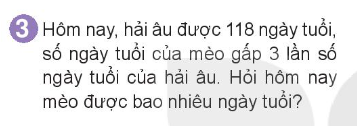 3 Hôm nay, hải âu được 118 ngày tuổi,
số ngày tuổi của mèo gấp 3 lần số
ngày tuổi của hải âu. Hỏi hôm nay
mèo được bao nhiêu ngày tuổi?